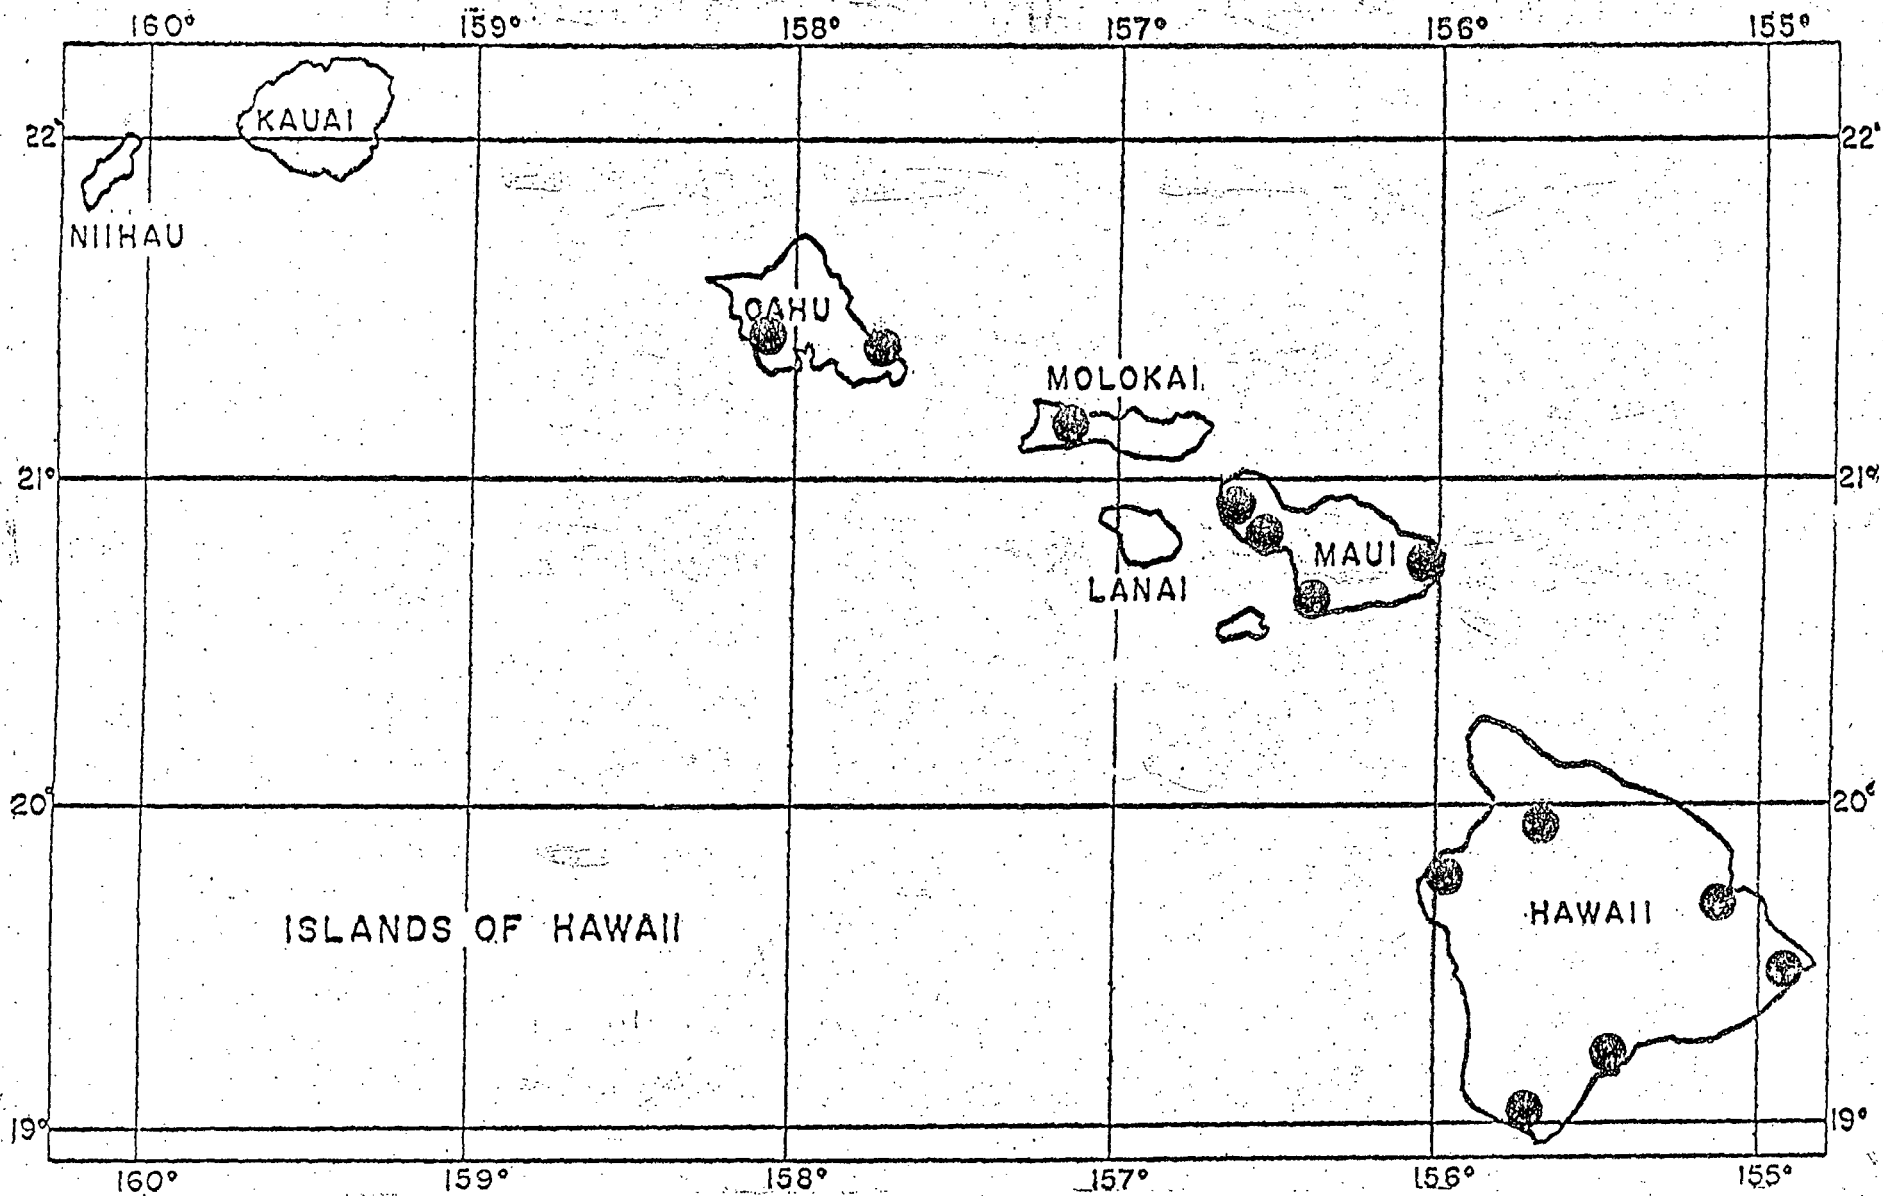 160° 159° 158° 157° 156° 155°
KAUAI
22° 22°
NIIHAU
OAHU
MOLOKAI
21° 21°
MAUI
LANAI
20° 20°
HAWAII
ISLANDS OF HAWAII
19° 19°
160° 159° 158° 157° 156° 155°